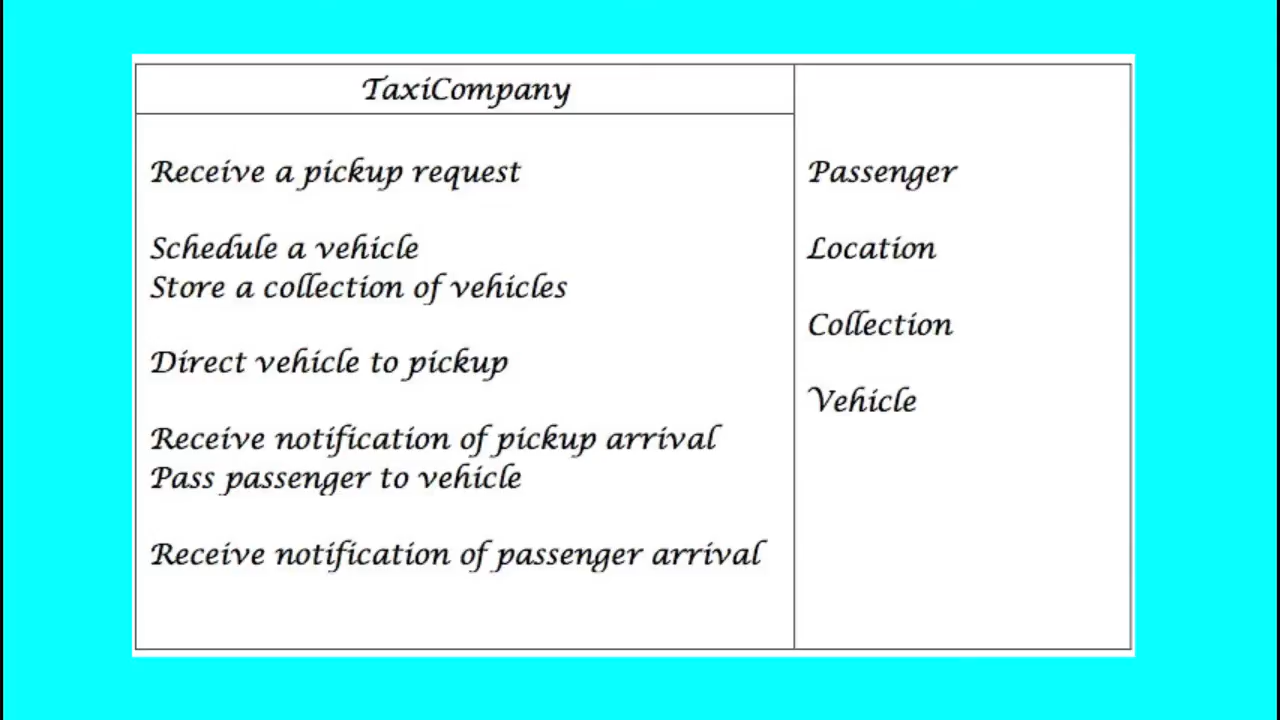 TaxiCompany
Receive a pickup request
Schedule a vehicle
Store a collection of vehicles
Direct vehicle to pickup
Receive notification of pickup arrival
Pass passenger to vehicle
Receive notification of passenger arrival
Passenger
Location
Collection
Vehicle